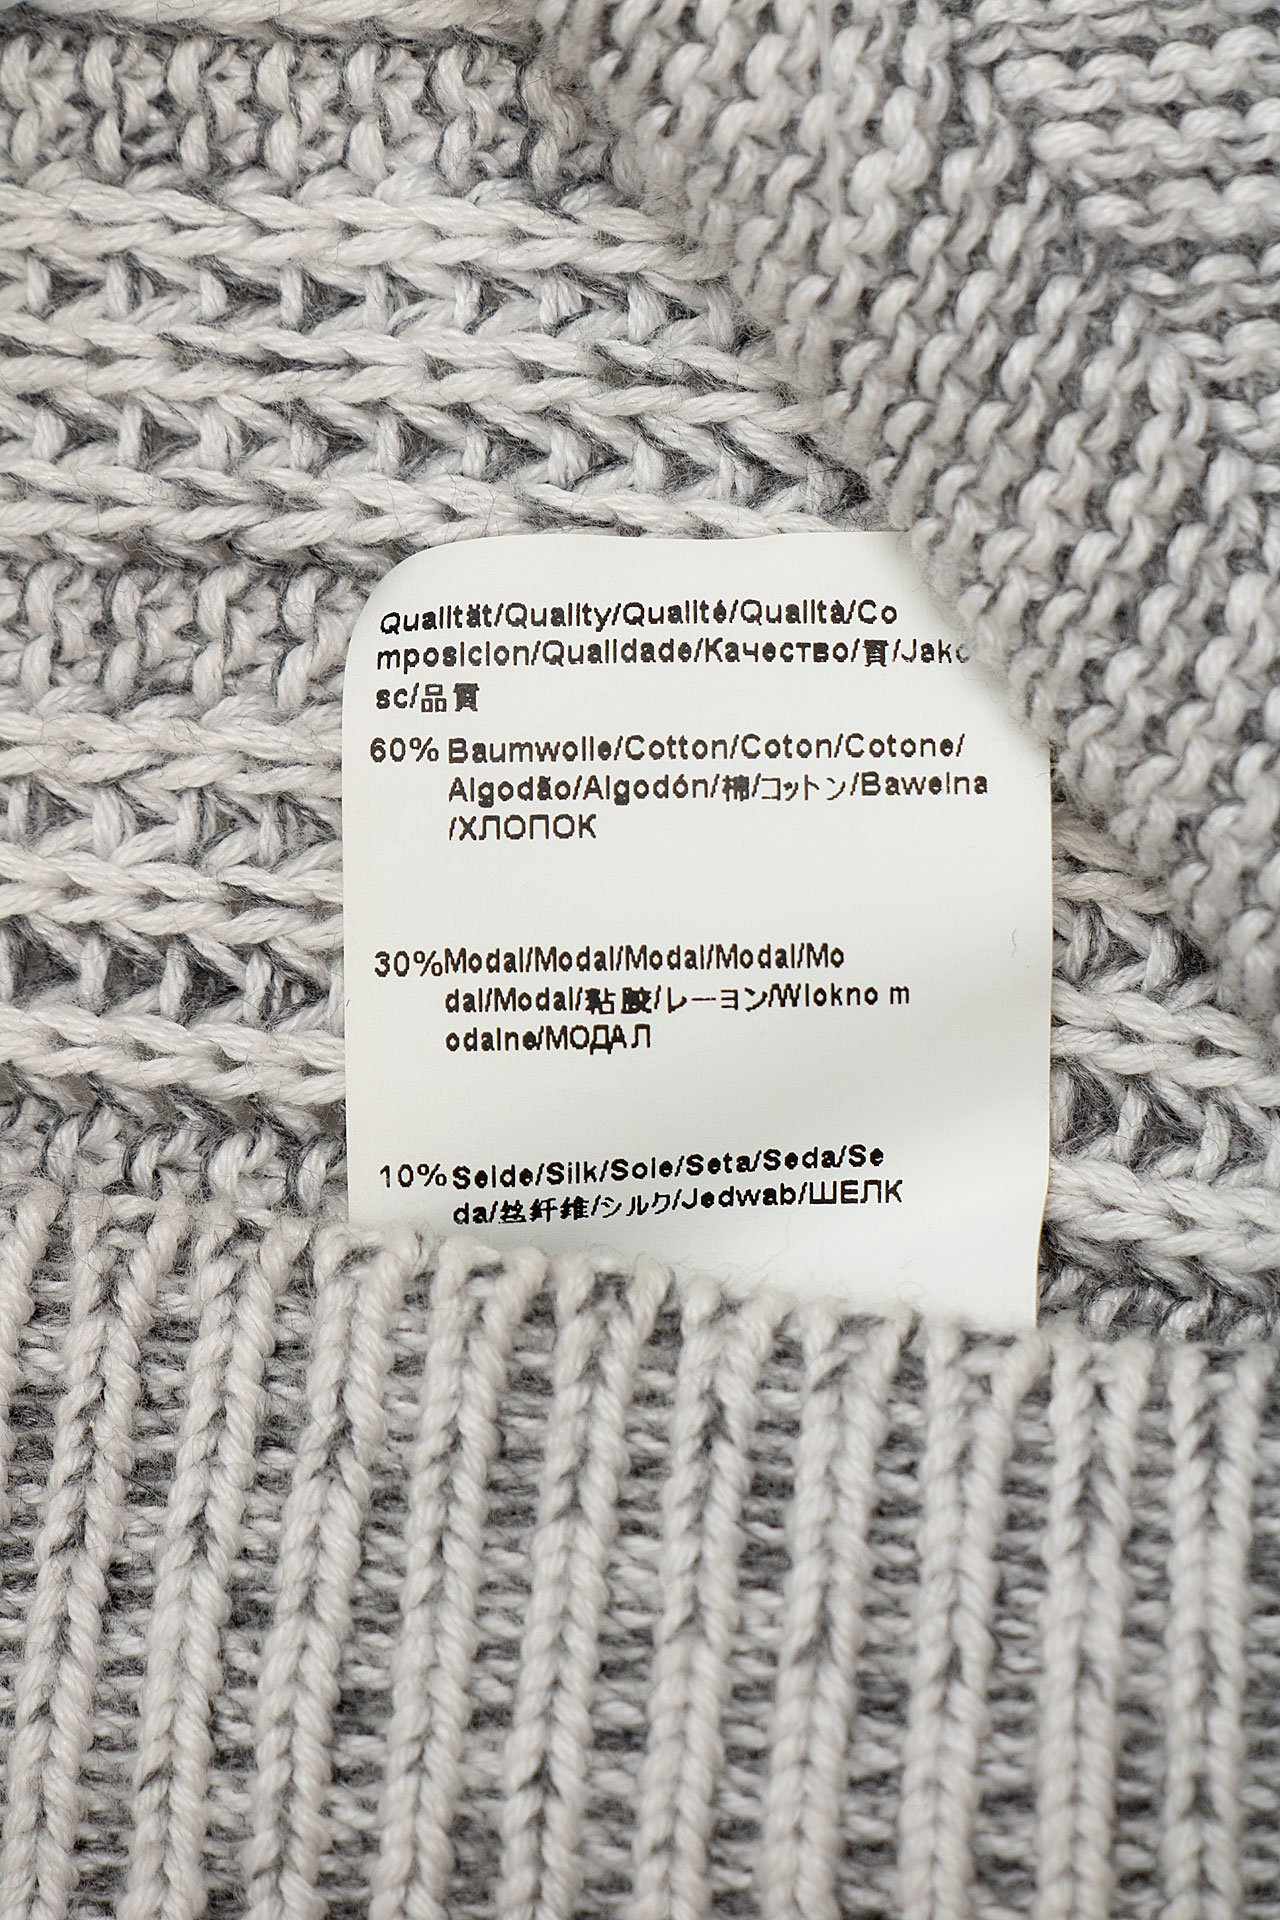 Qualität/Quality/Qualité/Qualità/Co
mposicion/Qualidade/Качество/質/Jako
sc/品質
60% Baumwolle/Cotton/Coton/Cotone/
Algodão/Algodón/棉/コットン/Bawelna
/ХЛОПОК
30% Modal/Modal/Modal/Modal/Mo
dal/Modal/粘胶/レーヨン/Wlokno m
odalne/МОДАЛ
10% Seide/Silk/Soie/Seta/Seda/Se
da/丝纤维/シルク/Jedwab/ШЕЛК